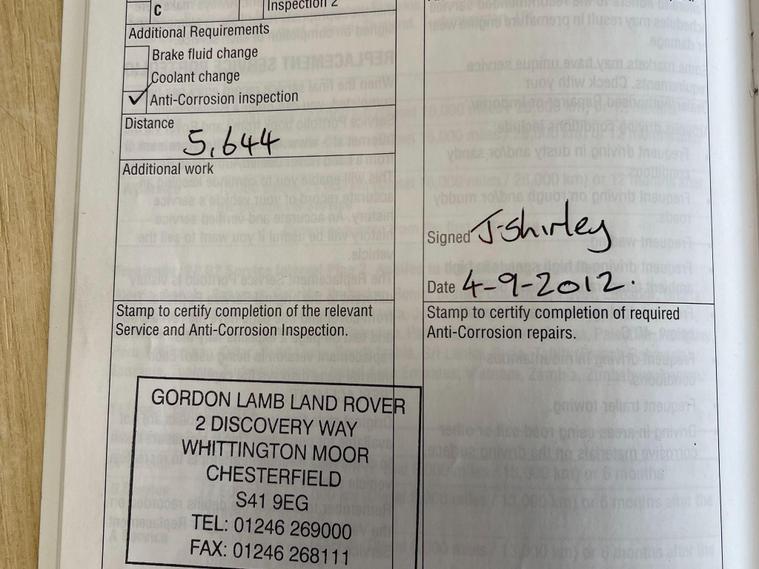 C
Inspection 2
Additional Requirements
Brake fluid change
Coolant change
Anti-Corrosion inspection
Distance
5,644
Additional work
Signed J-Shirley
Date 4-9-2012.
Stamp to certify completion of the relevant
Service and Anti-Corrosion Inspection.
Stamp to certify completion of required
Anti-Corrosion repairs.
GORDON LAMB LAND ROVER
2 DISCOVERY WAY
WHITTINGTON MOOR
CHESTERFIELD
S41 9EG
TEL: 01246 269000
FAX: 01246 268111